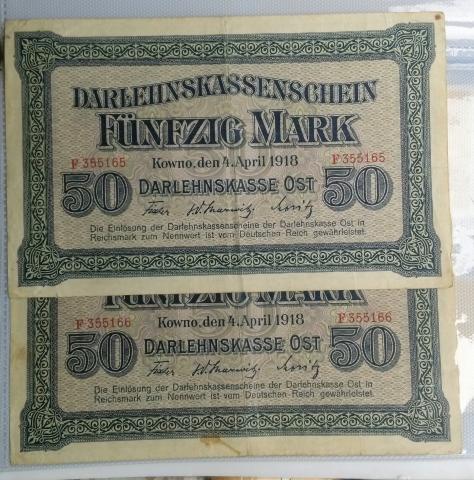 DARLEHNSKASSENSCHEIN
FÜNFZIG MARK
F 355165 Kowno, den 4. April 1918 F 355165
50 DARLEHNSKASSE OST 50
Die Einlösung der Darlehnskassenscheine der Darlehnskasse Ost in
Reichsmark zum Nennwert ist vom Deutschen Reich gewährleistet.
FÜNFZIG MARK
F 355166 Kowno, den 4. April 1918 F 355166
50 DARLEHNSKASSE OST 50
Die Einlösung der Darlehnskassenscheine der Darlehnskasse Ost in
Reichsmark zum Nennwert ist vom Deutschen Reich gewährleistet.